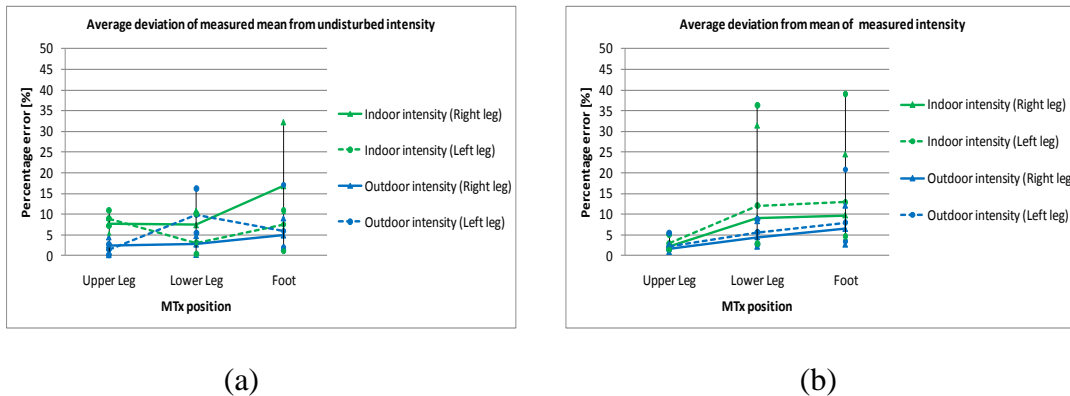 Average deviation of measured mean from undisturbed intensity
50
45
40
35
30
25
20
15
10
5
0
Percentage error [%]
Upper Leg Lower Leg Foot
MTx position
Indoor intensity (Right leg)
Indoor intensity (Left leg)
Outdoor intensity (Right leg)
Outdoor intensity (Left leg)
(a)
Average deviation from mean of measured intensity
50
45
40
35
30
25
20
15
10
5
0
Percentage error [%]
Upper Leg Lower Leg Foot
MTx position
Indoor intensity (Right leg)
Indoor intensity (Left leg)
Outdoor intensity (Right leg)
Outdoor intensity (Left leg)
(b)